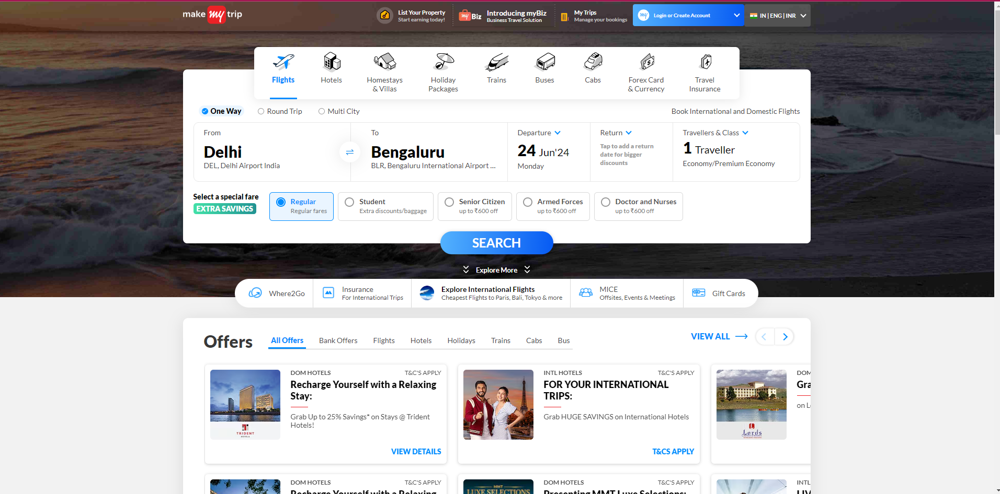 make my trip
List Your Property
Start earning today!
my Biz
Introducing myBiz
Business Travel Solution
My Trips
Manage your bookings
my
Login or Create Account
IN | ENG | INR
Flights
Hotels
Homestays
& Villas
Holiday
Packages
Trains
Buses
Cabs
Forex Card
& Currency
Travel
Insurance
One Way
Round Trip
Multi City
Book International and Domestic Flights
From
Delhi
DEL, Delhi Airport India
To
Bengaluru
BLR, Bengaluru International Airport ...
Departure
24 Jun'24
Monday
Return
Tap to add a return
date for bigger
discounts
Travellers & Class
1 Traveller
Economy/Premium Economy
Select a special fare
EXTRA SAVINGS
Regular
Regular fares
Student
Extra discounts/baggage
Senior Citizen
up to ₹600 off
Armed Forces
up to ₹600 off
Doctor and Nurses
up to ₹600 off
SEARCH
Explore More
Where2Go
Insurance
For International Trips
Explore International Flights
Cheapest Flights to Paris, Bali, Tokyo & more
MICE
Offsites, Events & Meetings
Gift Cards
Offers
All Offers
Bank Offers
Flights
Hotels
Holidays
Trains
Cabs
Bus
VIEW ALL
DOM HOTELS
T&C'S APPLY
Recharge Yourself with a Relaxing
Stay:
Grab Up to 25% Savings* on Stays @ Trident
Hotels!
TRIDENT
HOTELS
VIEW DETAILS
INTL HOTELS
T&C'S APPLY
FOR YOUR INTERNATIONAL
TRIPS:
Grab HUGE SAVINGS on International Hotels
T&CS APPLY
DOM
Gra
on L
Lords
DOM HOTELS
T&C'S APPLY
Recharge Yourself with a Relaxing
MMT
LUXE SELECTIONS
DOM HOTELS
T&C'S APPLY
Presenting MMT Luxe Selections:
INTL